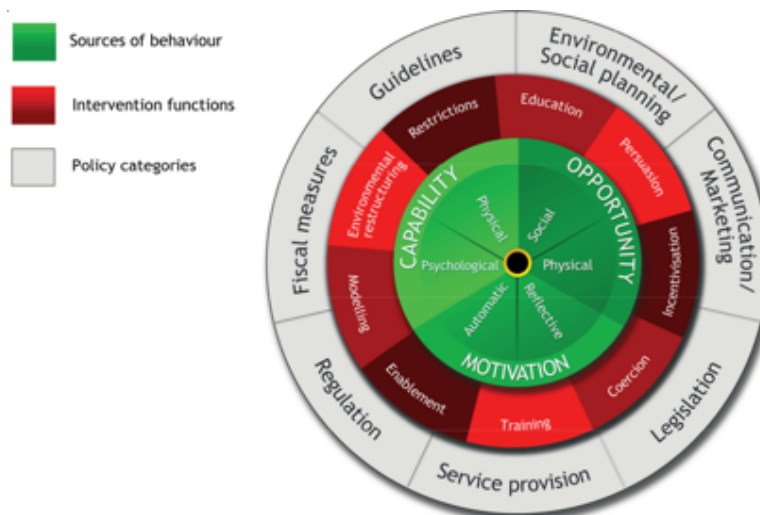 Sources of behaviour
Intervention functions
Policy categories
Guidelines
Environmental/
Social planning
Communication/
Marketing
Legislation
Service provision
Regulation
Fiscal measures
Restrictions
Education
Persuasion
Incentivisation
Coercion
Training
Enablement
Modelling
Environmental
restructuring
CAPABILITY
OPPORTUNITY
MOTIVATION
Physical
Social
Physical
Reflective
Automatic
Psychological